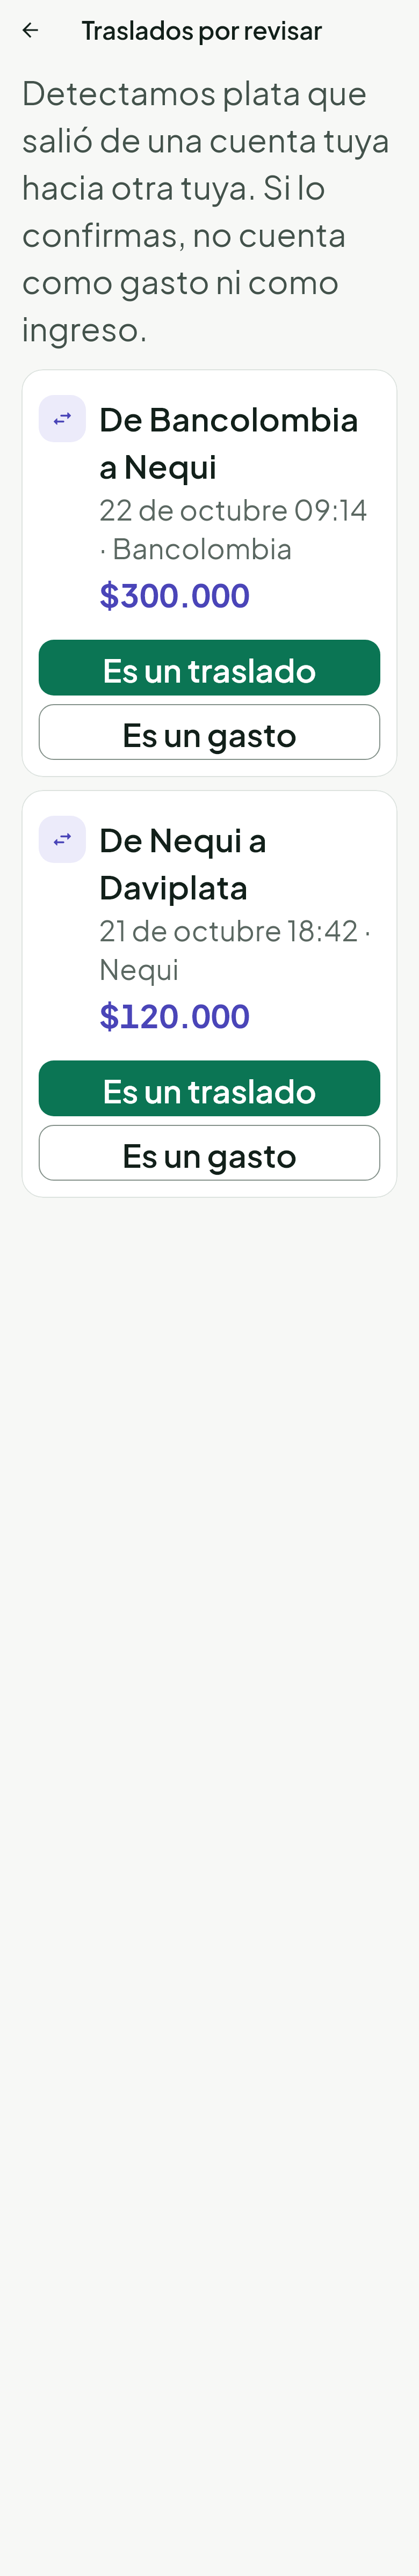 Traslados por revisar
Detectamos plata que
salió de una cuenta tuya
hacia otra tuya. Si lo
confirmas, no cuenta
como gasto ni como
ingreso.
De Bancolombia
a Nequi
22 de octubre 09:14
· Bancolombia
$300.000
Es un traslado
Es un gasto
De Nequi a
Daviplata
21 de octubre 18:42 ·
Nequi
$120.000
Es un traslado
Es un gasto